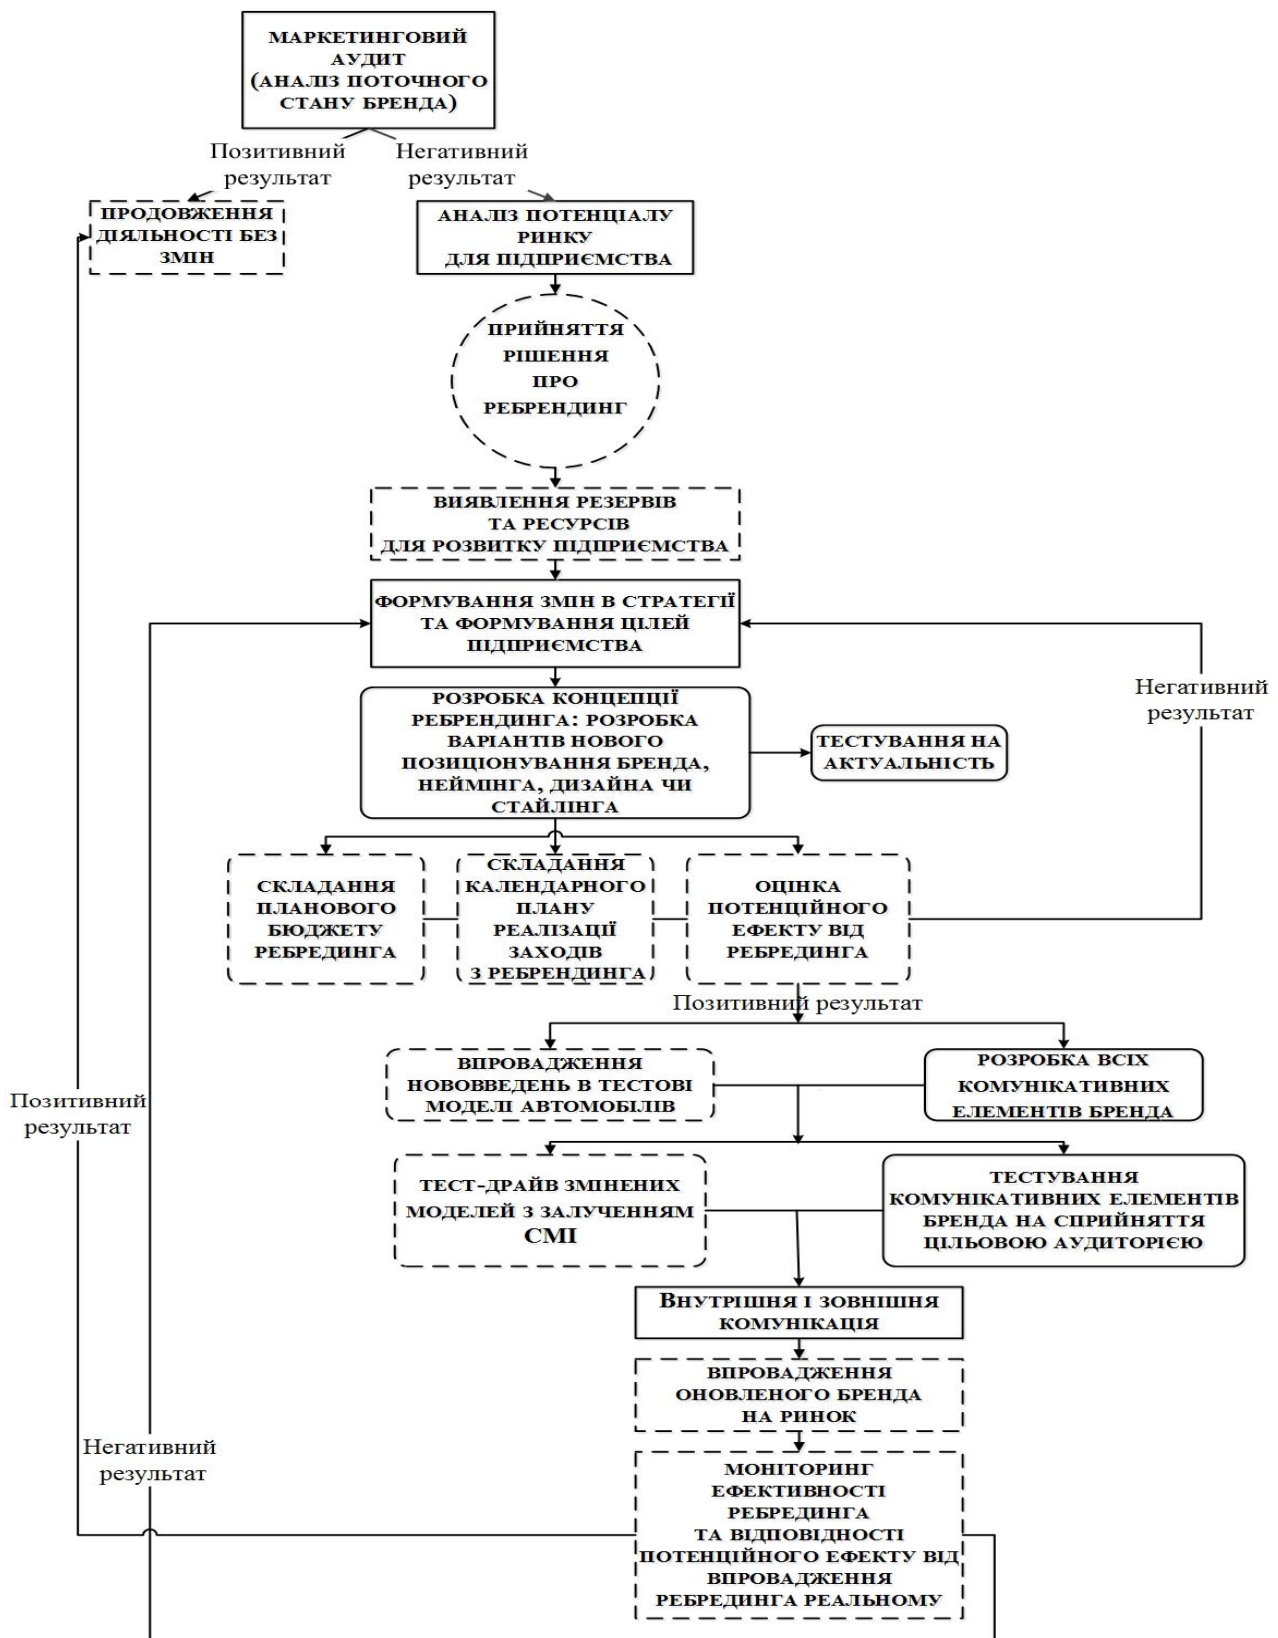 МАРКЕТИНГОВИЙ
АУДИТ
(АНАЛІЗ ПОТОЧНОГО
СТАНУ БРЕНДА)
Позитивний
результат
Негативний
результат
ПРОДОВЖЕННЯ
ДІЯЛЬНОСТІ БЕЗ
ЗМІН
АНАЛІЗ ПОТЕНЦІАЛУ
РИНКУ
ДЛЯ ПІДПРИЄМСТВА
ПРИЙНЯТТЯ
РІШЕННЯ
ПРО
РЕБРЕНДИНГ
ВИЯВЛЕННЯ РЕЗЕРВІВ
ТА РЕСУРСІВ
ДЛЯ РОЗВИТКУ ПІДПРИЄМСТВА
ФОРМУВАННЯ ЗМІН В СТРАТЕГІЇ
ТА ФОРМУВАННЯ ЦІЛЕЙ
ПІДПРИЄМСТВА
Негативний
результат
РОЗРОБКА КОНЦЕПЦІЇ
РЕБРЕНДИНГА: РОЗРОБКА
ВАРІАНТІВ НОВОГО
ПОЗИЦІОНУВАННЯ БРЕНДА,
НЕЙМІНГА, ДИЗАЙНА ЧИ
СТАЙЛІНГА
ТЕСТУВАННЯ НА
АКТУАЛЬНІСТЬ
СКЛАДАННЯ
ПЛАНОВОГО
БЮДЖЕТУ
РЕБРЕДИНГА
СКЛАДАННЯ
КАЛЕНДАРНОГО
ПЛАНУ
РЕАЛІЗАЦІЇ
ЗАХОДІВ
З РЕБРЕНДИНГА
ОЦІНКА
ПОТЕНЦІЙНОГО
ЕФЕКТУ ВІД
РЕБРЕДИНГА
Позитивний результат
ВПРОВАДЖЕННЯ
НОВОВВЕДЕНЬ В ТЕСТОВІ
МОДЕЛІ АВТОМОБІЛІВ
РОЗРОБКА ВСІХ
КОМУНІКАТИВНИХ
ЕЛЕМЕНТІВ БРЕНДА
Позитивний
результат
ТЕСТ-ДРАЙВ ЗМІНЕНИХ
МОДЕЛЕЙ З ЗАЛУЧЕННЯМ
СМІ
ТЕСТУВАННЯ
КОМУНІКАТИВНИХ ЕЛЕМЕНТІВ
БРЕНДА НА СПРИЙНЯТТЯ
ЦІЛЬОВОЮ АУДИТОРІЄЮ
ВНУТРІШНЯ І ЗОВНІШНЯ
КОМУНІКАЦІЯ
ВПРОВАДЖЕННЯ
ОНОВЛЕНОГО БРЕНДА
НА РИНОК
Негативний
результат
МОНІТОРИНГ
ЕФЕКТИВНОСТІ
РЕБРЕДИНГА
ТА ВІДПОВІДНОСТІ
ПОТЕНЦІЙНОГО ЕФЕКТУ ВІД
ВПРОВАДЖЕННЯ
РЕБРЕДИНГА РЕАЛЬНОМУ